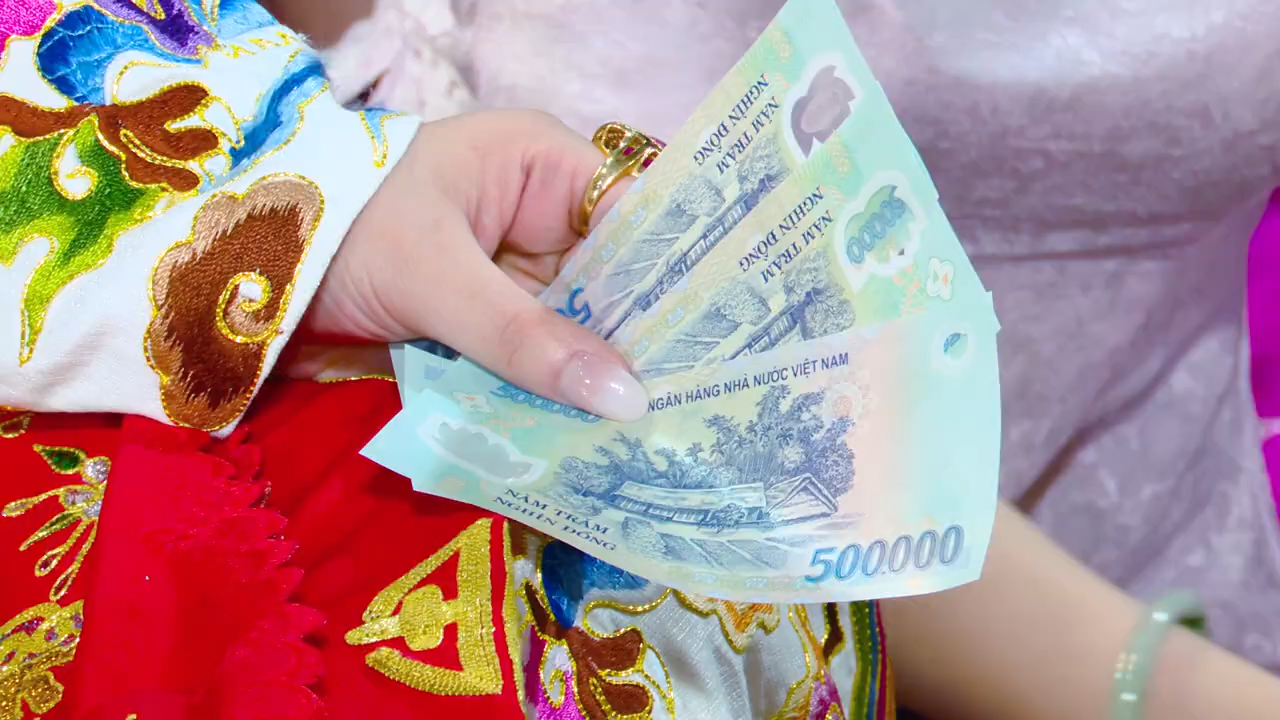 NĂM TRĂM
NGHÌN ĐỒNG
NĂM TRĂM
NGHÌN ĐỒNG
500000
NGÂN HÀNG NHÀ NƯỚC VIỆT NAM
NĂM TRĂM
NGHÌN ĐỒNG
500000